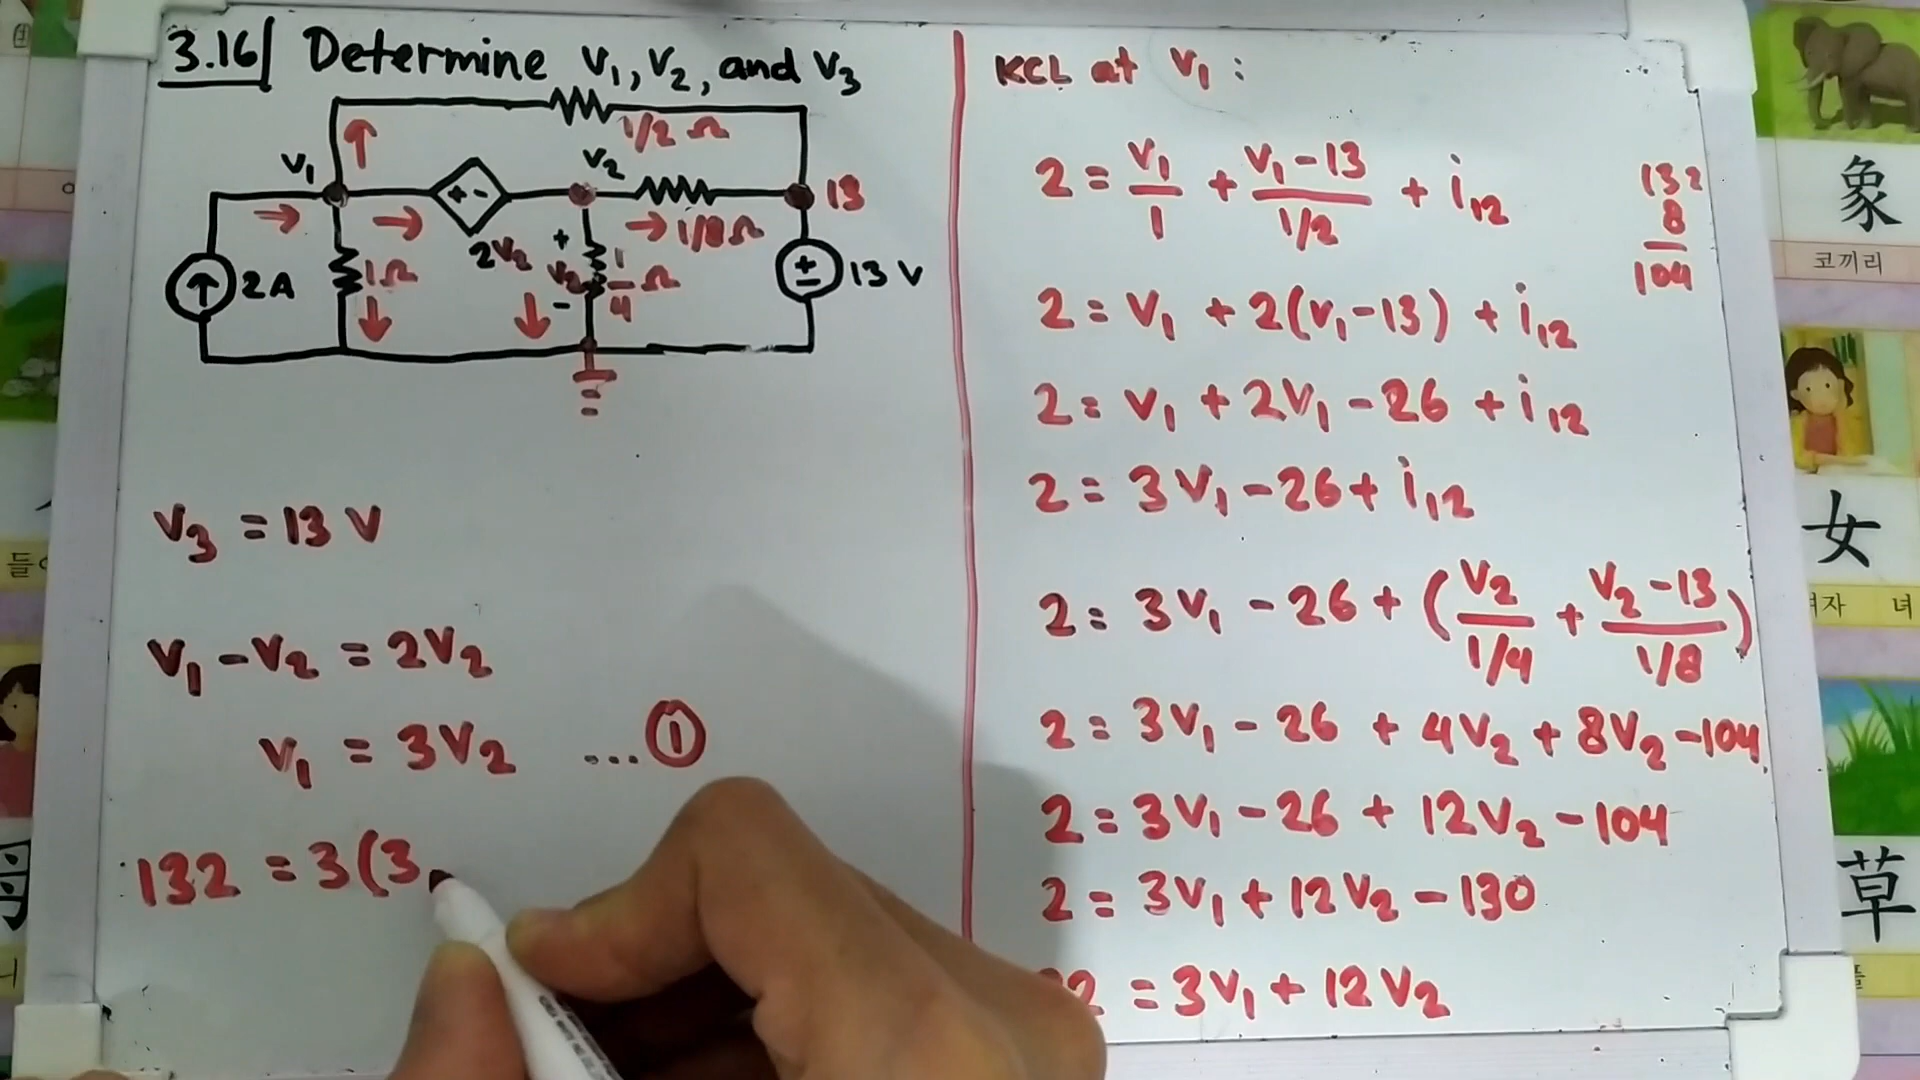 3.16 Determine V₁, V₂, and V₃
1/2 Ω
V₁
V₂
13
2V₂
1/8 Ω
2A
1Ω
+
V₂
-
1/4 Ω
13 V
V₃ = 13 V
V₁ - V₂ = 2V₂
V₁ = 3V₂ ... ①
132 = 3(3
KCL at V₁ :
2 = V₁/1 + (V₁-13)/(1/2) + i₁₂
2 = V₁ + 2(V₁-13) + i₁₂
2 = V₁ + 2V₁ - 26 + i₁₂
2 = 3V₁ - 26 + i₁₂
2 = 3V₁ - 26 + (V₂/(1/4) + (V₂-13)/(1/8))
2 = 3V₁ - 26 + 4V₂ + 8V₂ - 104
2 = 3V₁ - 26 + 12V₂ - 104
2 = 3V₁ + 12V₂ - 130
2 = 3V₁ + 12V₂
132
8
104
象
코끼리
女
녀
草